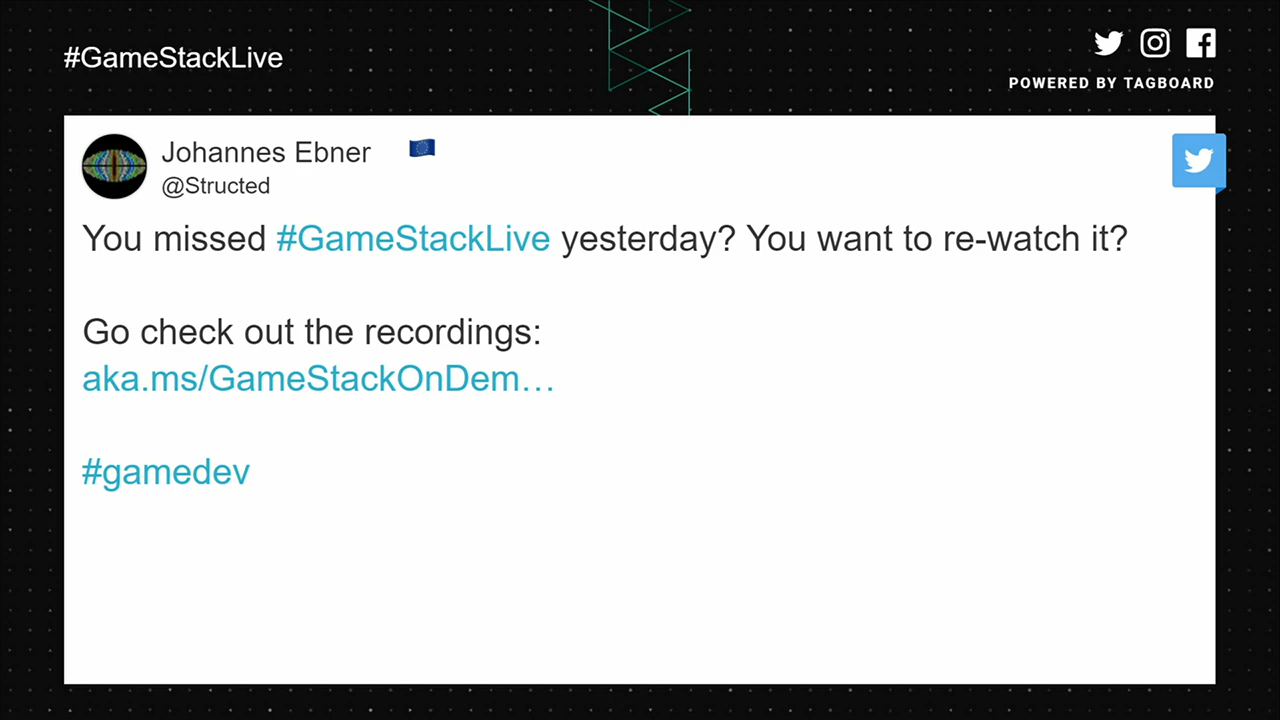 #GameStackLive
POWERED BY TAGBOARD
Johannes Ebner
@Structed
You missed #GameStackLive yesterday? You want to re-watch it?
Go check out the recordings:
aka.ms/GameStackOnDem…
#gamedev